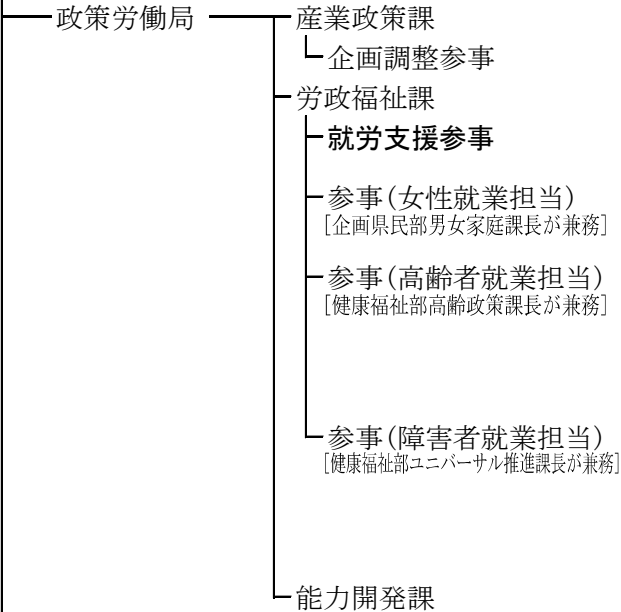 政策労働局
産業政策課
企画調整参事
労政福祉課
就労支援参事
参事(女性就業担当)
[企画県民部男女家庭課長が兼務]
参事(高齢者就業担当)
[健康福祉部高齢政策課長が兼務]
参事(障害者就業担当)
[健康福祉部ユニバーサル推進課長が兼務]
能力開発課